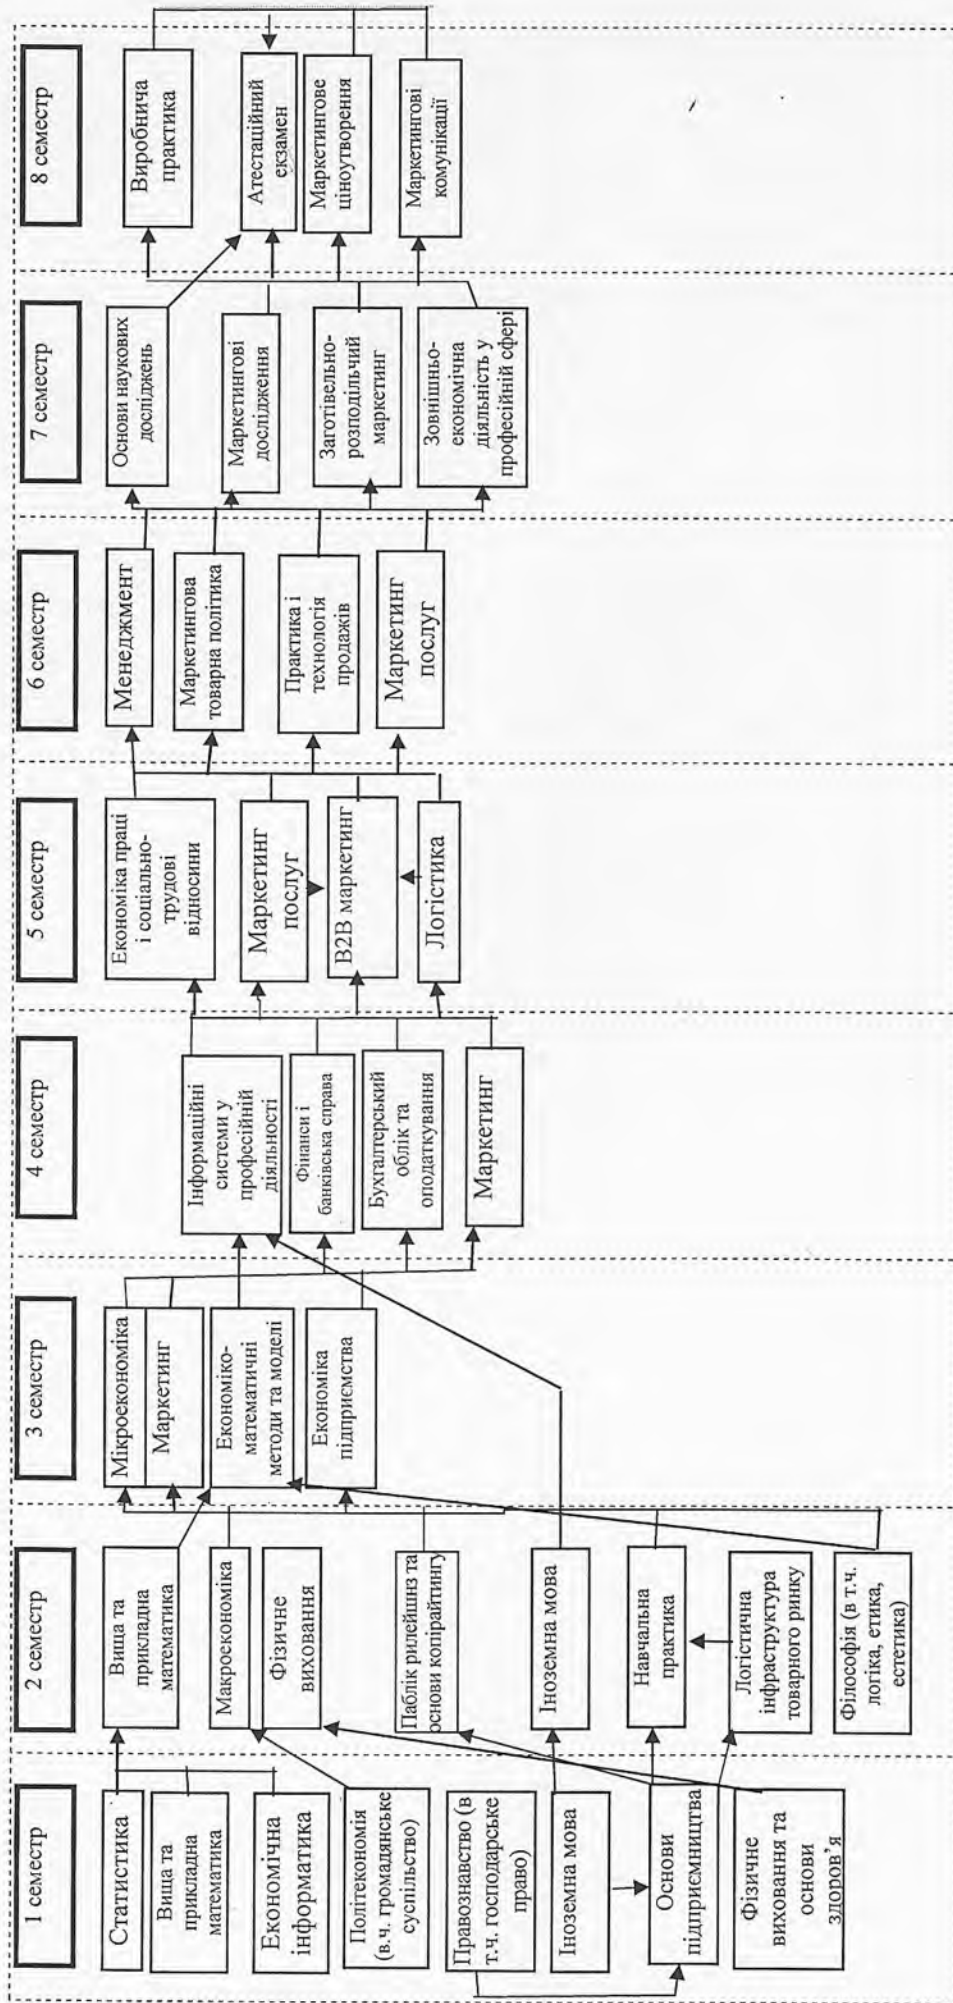 1 семестр
Статистика
Вища та
прикладна
математика
Економічна
інформатика
Політекономія
(в.ч. громадянське
суспільство)
Правознавство (в
т.ч. господарське
право)
Іноземна мова
Основи
підприємництва
Фізичне
виховання та
основи
здоров’я
2 семестр
Вища та
прикладна
математика
Макроекономіка
Фізичне
виховання
Паблік рилейшнз та
основи копірайтингу
Іноземна мова
Навчальна
практика
Логістична
інфраструктура
товарного ринку
Філософія (в т.ч.
логіка, етика,
естетика)
3 семестр
Мікроекономіка
Маркетинг
Економіко-
математичні
методи та моделі
Економіка
підприємства
4 семестр
Інформаційні
системи у
професійній
діяльності
Фінанси і
банківська справа
Бухгалтерський
облік та
оподаткування
Маркетинг
5 семестр
Економіка праці
і соціально-
трудові
відносини
Маркетинг
послуг
В2В маркетинг
Логістика
6 семестр
Менеджмент
Маркетингова
товарна політика
Практика і
технологія
продажів
Маркетинг
послуг
7 семестр
Основи наукових
досліджень
Маркетингові
дослідження
Заготівельно-
розподільчий
маркетинг
Зовнішньо-
економічна
діяльність у
професійній сфері
8 семестр
Виробнича
практика
Атестаційний
екзамен
Маркетингове
ціноутворення
Маркетингові
комунікації